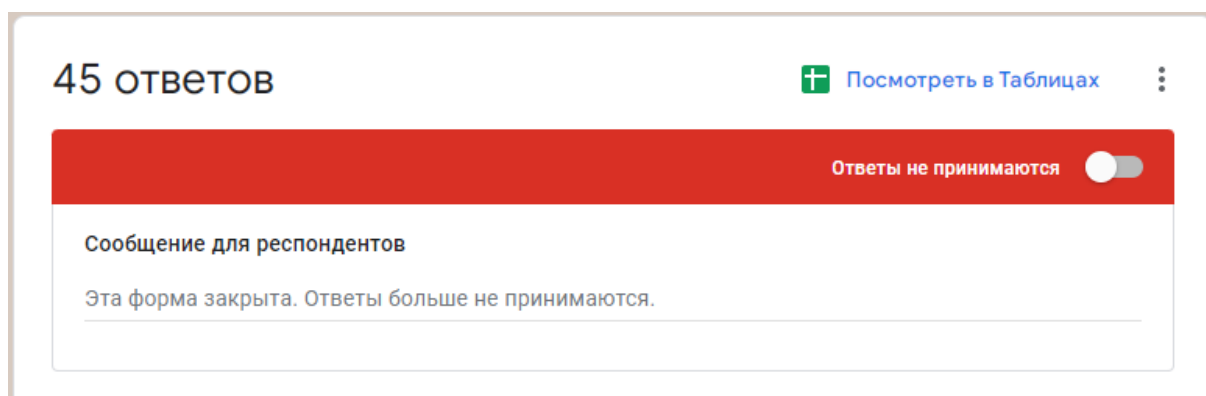 45 ответов
Посмотреть в Таблицах
Ответы не принимаются
Сообщение для респондентов
Эта форма закрыта. Ответы больше не принимаются.